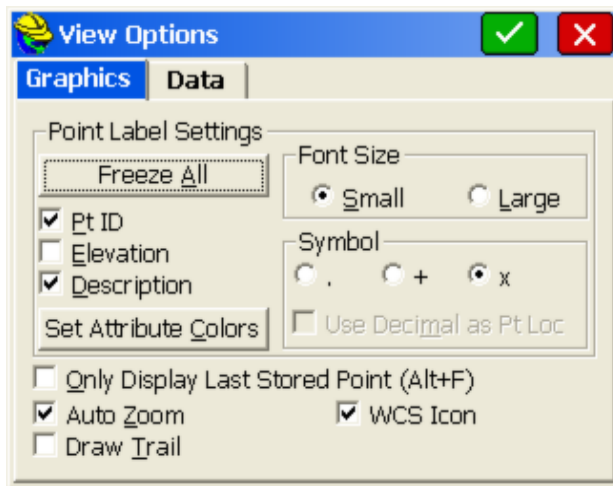 View Options
Graphics Data
Point Label Settings
Freeze All
Font Size
Small Large
Pt ID
Elevation
Description
Symbol
. + x
Set Attribute Colors
Use Decimal as Pt Loc
Only Display Last Stored Point (Alt+F)
Auto Zoom WCS Icon
Draw Trail